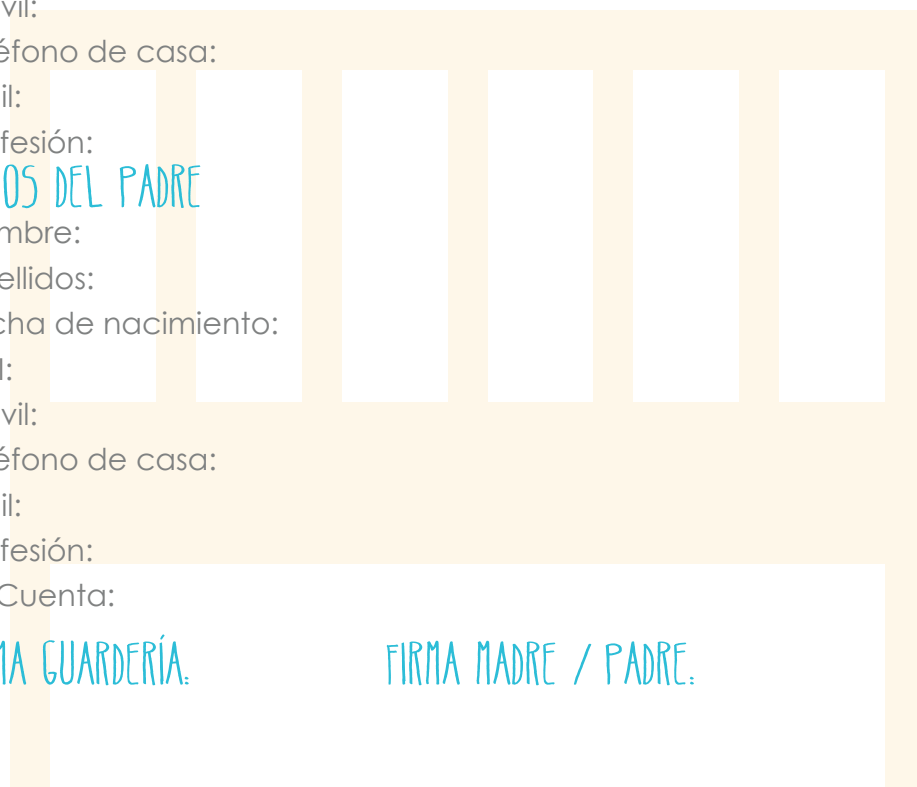 vil:
éfono de casa:
il:
fesión:
OS DEL PADRE
mbre:
ellidos:
cha de nacimiento:
l:
vil:
éfono de casa:
il:
fesión:
Cuenta:
MA GUARDERÍA: FIRMA MADRE / PADRE: